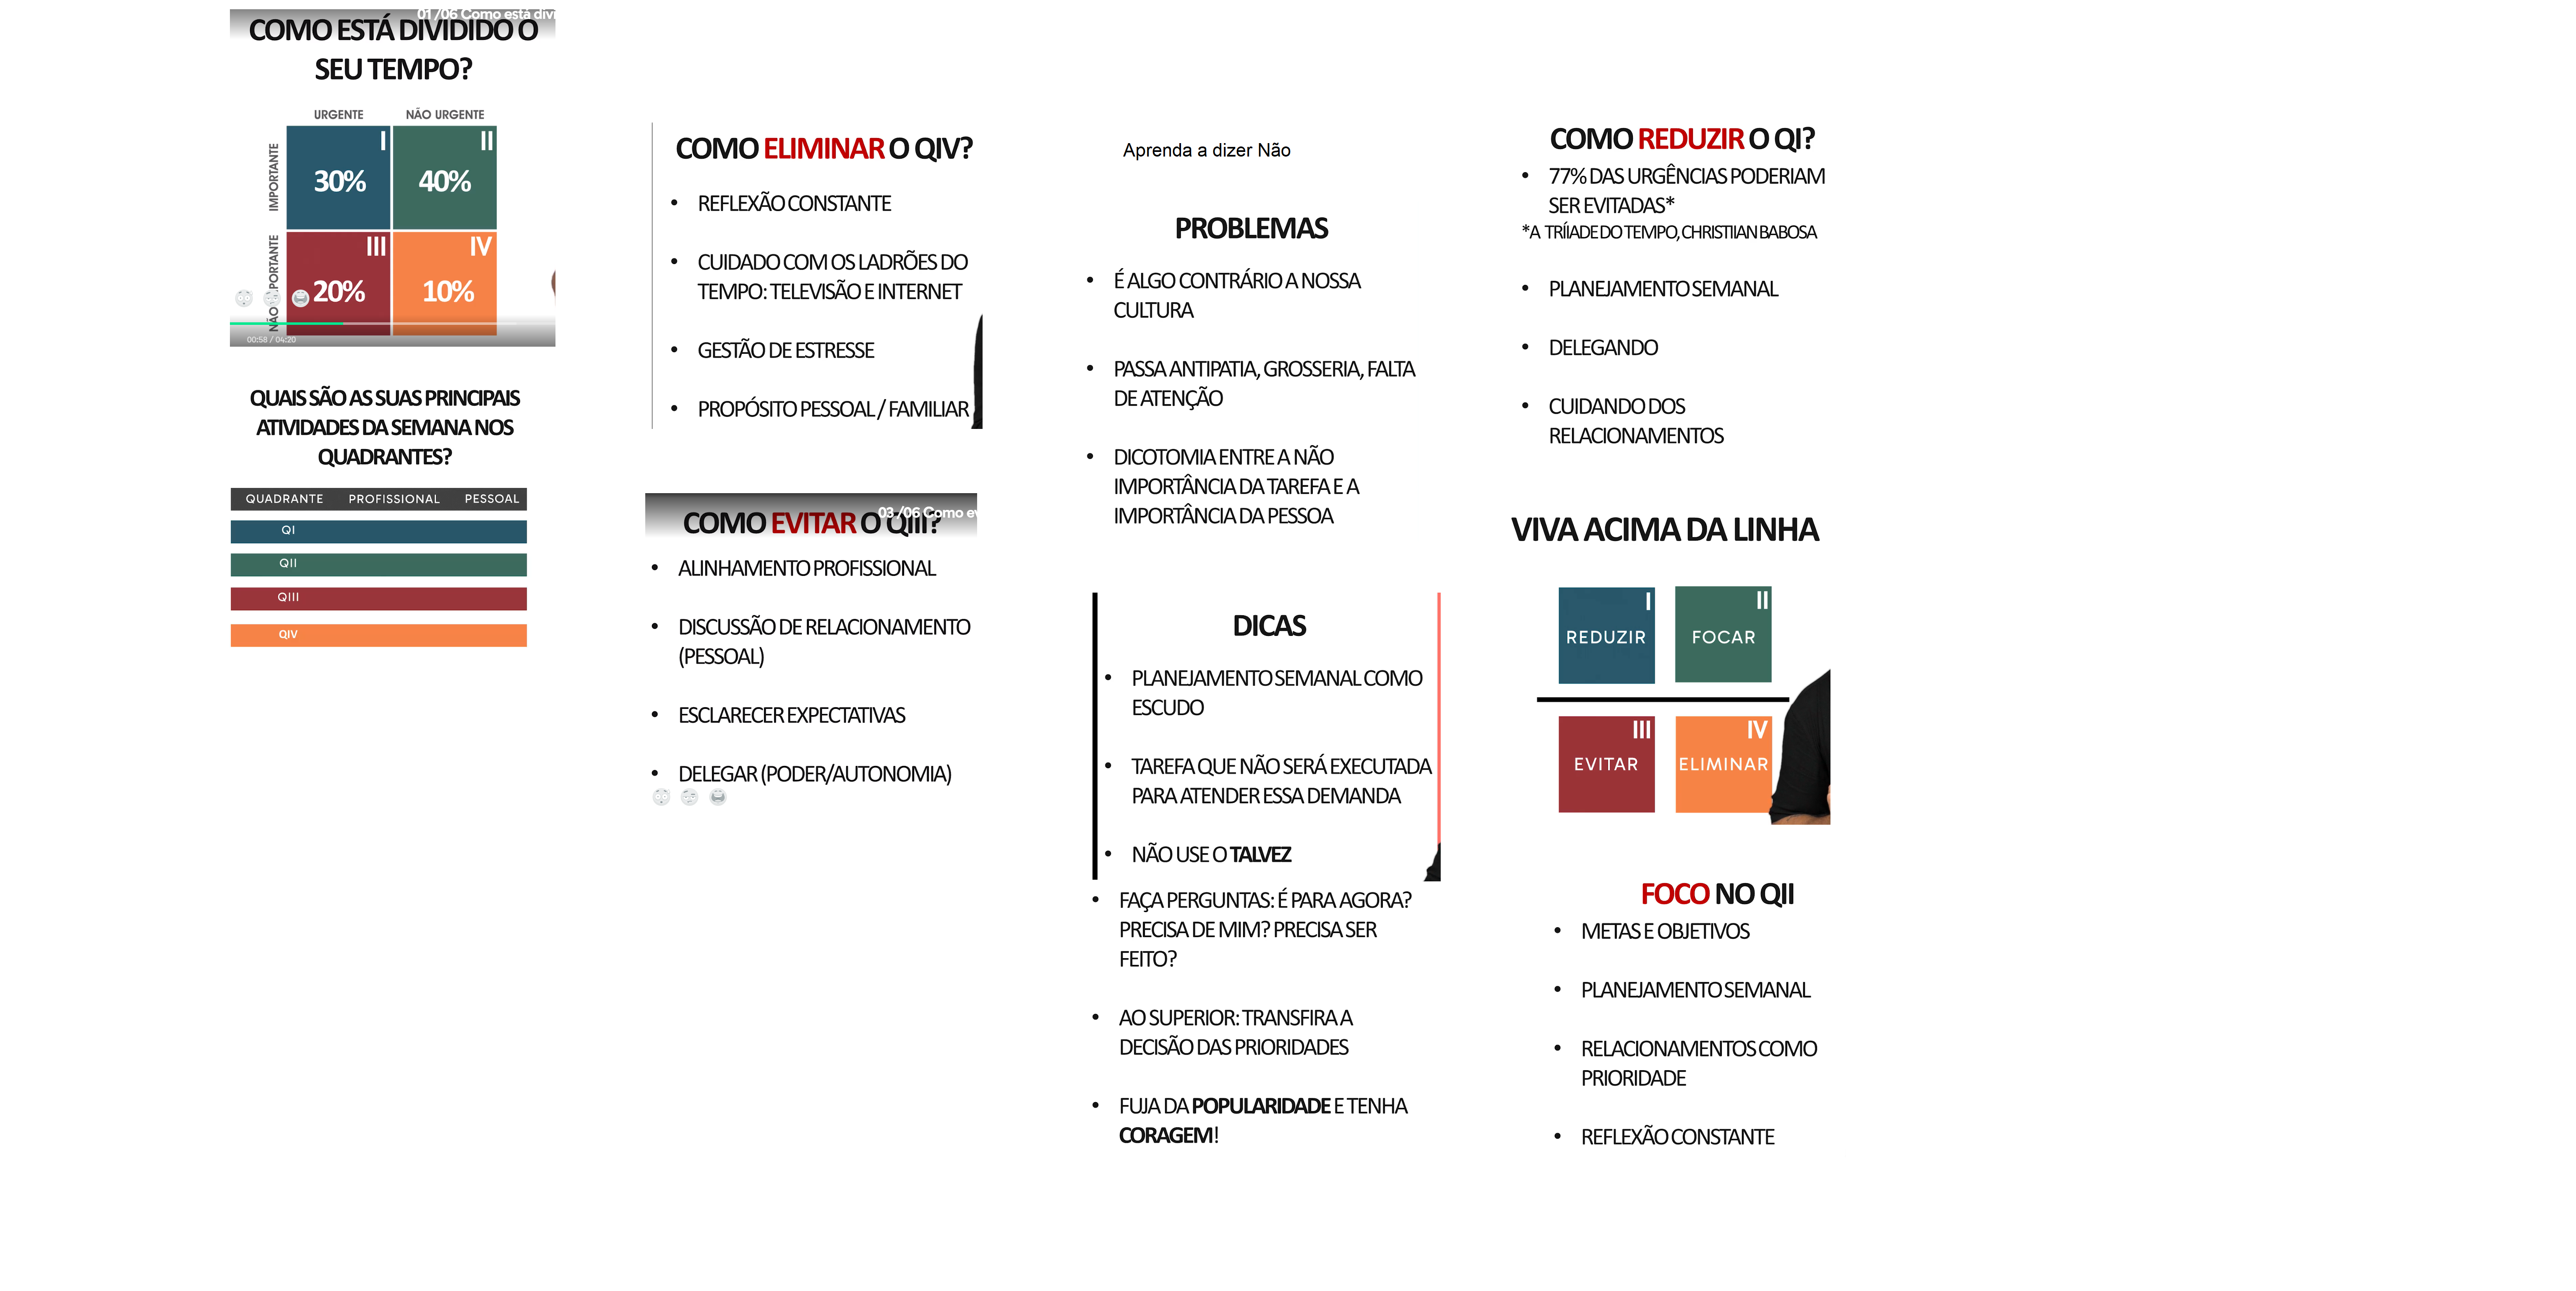 01/06 Como está
COMO ESTÁ DIVIDIDO O
SEU TEMPO?
URGENTE
NÃO URGENTE
IMPORTANTE
I
30%
II
40%
NÃO
III
20%
IV
10%
00:58 / 04:20
QUAIS SÃO AS SUAS PRINCIPAIS
ATIVIDADES DA SEMANA NOS
QUADRANTES?
QUADRANTE PROFISSIONAL PESSOAL
QI
QII
QIII
QIV
COMO ELIMINAR O QIV?
• REFLEXÃO CONSTANTE
• CUIDADO COM OS LADRÕES DO
TEMPO: TELEVISÃO E INTERNET
• GESTÃO DE ESTRESSE
• PROPÓSITO PESSOAL / FAMILIAR
03/06 Como
COMO EVITAR O QIII?
• ALINHAMENTO PROFISSIONAL
• DISCUSSÃO DE RELACIONAMENTO
(PESSOAL)
• ESCLARECER EXPECTATIVAS
• DELEGAR (PODER/AUTONOMIA)
Aprenda a dizer Não
PROBLEMAS
• É ALGO CONTRÁRIO A NOSSA
CULTURA
• PASSA ANTIPATIA, GROSSERIA, FALTA
DE ATENÇÃO
• DICOTOMIA ENTRE A NÃO
IMPORTÂNCIA DA TAREFA E A
IMPORTÂNCIA DA PESSOA
DICAS
• PLANEJAMENTO SEMANAL COMO
ESCUDO
• TAREFA QUE NÃO SERÁ EXECUTADA
PARA ATENDER ESSA DEMANDA
• NÃO USE O TALVEZ
• FAÇA PERGUNTAS: É PARA AGORA?
PRECISA DE MIM? PRECISA SER
FEITO?
• AO SUPERIOR: TRANSFIRA A
DECISÃO DAS PRIORIDADES
• FUJA DA POPULARIDADE E TENHA
CORAGEM!
COMO REDUZIR O QI?
• 77% DAS URGÊNCIAS PODERIAM
SER EVITADAS*
*A TRÍIADE DO TEMPO, CHRISTIIAN BABOSA
• PLANEJAMENTO SEMANAL
• DELEGANDO
• CUIDANDO DOS
RELACIONAMENTOS
VIVA ACIMA DA LINHA
I
REDUZIR
II
FOCAR
III
EVITAR
IV
ELIMINAR
FOCO NO QII
• METAS E OBJETIVOS
• PLANEJAMENTO SEMANAL
• RELACIONAMENTOS COMO
PRIORIDADE
• REFLEXÃO CONSTANTE